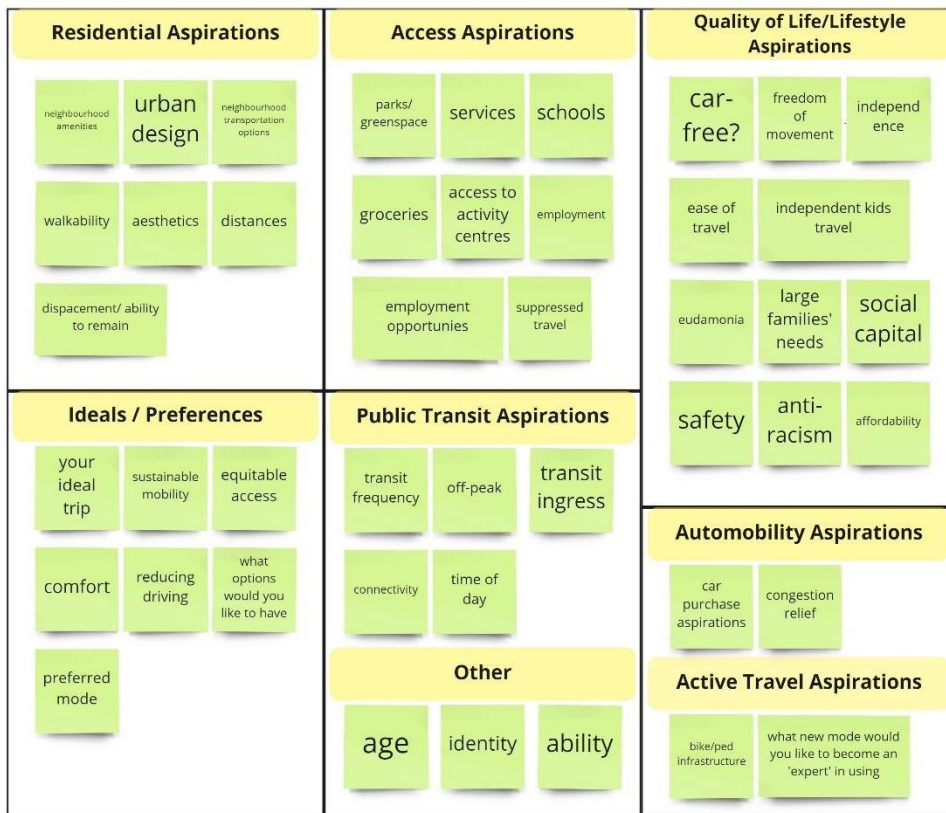 Residential Aspirations
neighbourhood
amenities
urban
design
neighbourhood
transportation
options
walkability
aesthetics
distances
dispacement/ ability
to remain
Access Aspirations
parks/
greenspace
services
schools
groceries
access to
activity
centres
employment
employment
opportunies
suppressed
travel
Quality of Life/Lifestyle
Aspirations
car-
free?
freedom
of
movement
independ
ence
ease of
travel
independent kids
travel
eudamonia
large
families'
needs
social
capital
safety
anti-
racism
affordability
Ideals / Preferences
your
ideal
trip
sustainable
mobility
equitable
access
comfort
reducing
driving
what
options
would you
like to have
preferred
mode
Public Transit Aspirations
transit
frequency
off-peak
transit
ingress
connectivity
time of
day
Other
age
identity
ability
Automobility Aspirations
car
purchase
aspirations
congestion
relief
Active Travel Aspirations
bike/ped
infrastructure
what new mode would
you like to become an
'expert' in using